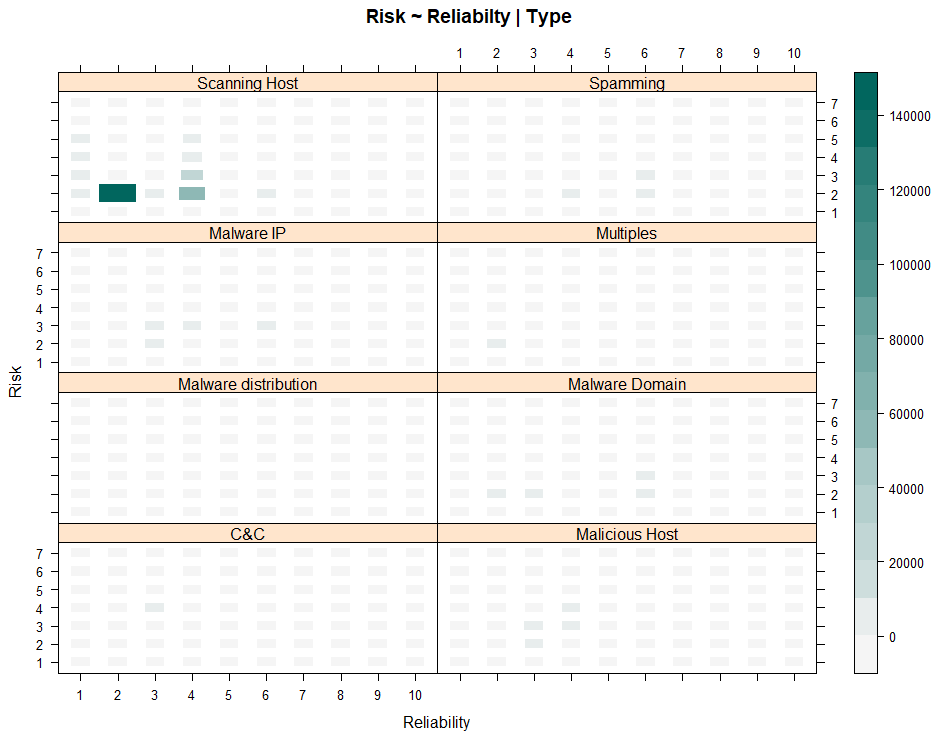 Risk ~ Reliabilty | Type
1 2 3 4 5 6 7 8 9 10
Scanning Host
Spamming
7
6
5
4
3
2
1
Malware IP
Multiples
7
6
5
4
3
2
1
Malware distribution
Malware Domain
7
6
5
4
3
2
1
C&C
Malicious Host
7
6
5
4
3
2
1
1 2 3 4 5 6 7 8 9 10
Reliability
Risk
140000
120000
100000
80000
60000
40000
20000
0